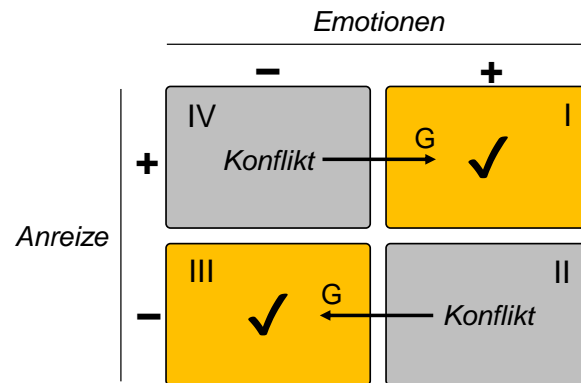 Emotionen
− +
IV I
G
+ Konflikt ✓
Anreize
III II
G
− ✓ Konflikt